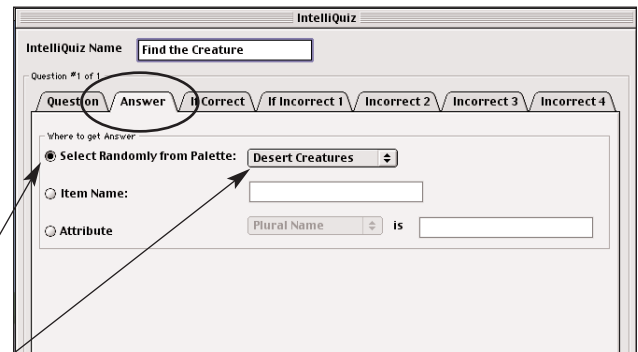 IntelliQuiz
IntelliQuiz Name Find the Creature
Question #1 of 1
Question Answer If Correct If Incorrect 1 Incorrect 2 Incorrect 3 Incorrect 4
Where to get Answer
Select Randomly from Palette: Desert Creatures
Item Name:
Attribute Plural Name is